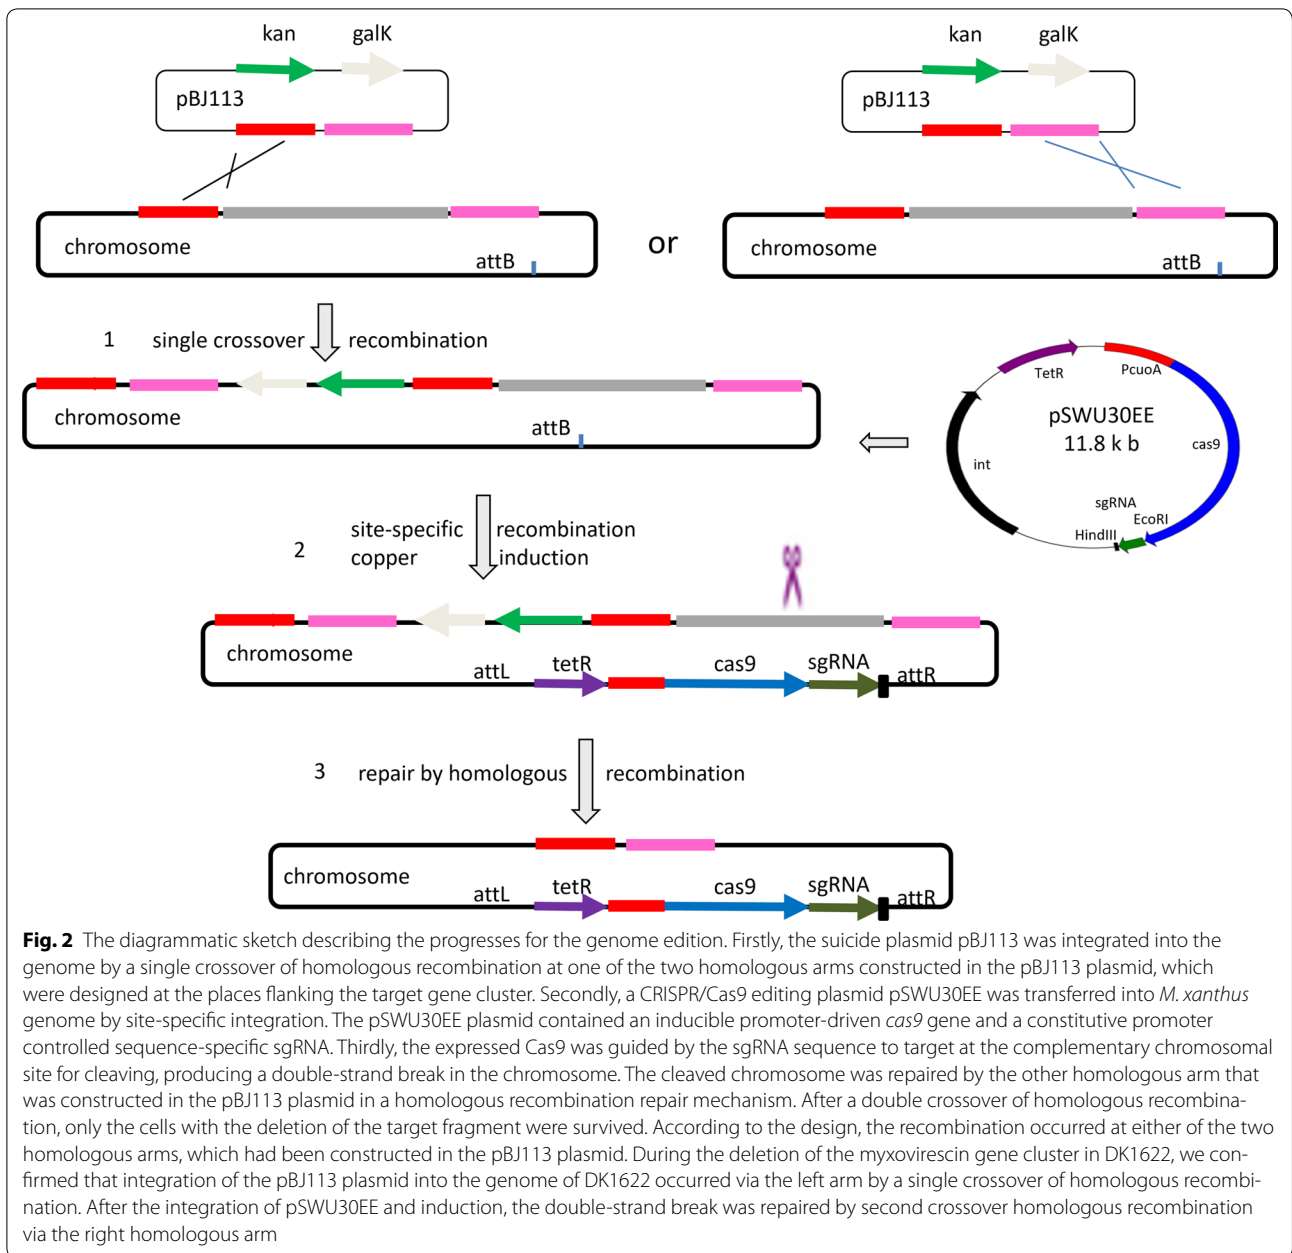 kan galK
pBJ113
kan galK
pBJ113
chromosome
attB
or
chromosome
attB
1 single crossover recombination
chromosome
attB
TetR
PcuoA
pSWU30EE
11.8 k b
cas9
int
sgRNA
EcoRI
HindIII
2 site-specific recombination
copper induction
chromosome
attL tetR cas9 sgRNA attR
3 repair by homologous recombination
chromosome
attL tetR cas9 sgRNA attR
Fig. 2 The diagrammatic sketch describing the progresses for the genome edition. Firstly, the suicide plasmid pBJ113 was integrated into the
genome by a single crossover of homologous recombination at one of the two homologous arms constructed in the pBJ113 plasmid, which
were designed at the places flanking the target gene cluster. Secondly, a CRISPR/Cas9 editing plasmid pSWU30EE was transferred into M. xanthus
genome by site-specific integration. The pSWU30EE plasmid contained an inducible promoter-driven cas9 gene and a constitutive promoter
controlled sequence-specific sgRNA. Thirdly, the expressed Cas9 was guided by the sgRNA sequence to target at the complementary chromosomal
site for cleaving, producing a double-strand break in the chromosome. The cleaved chromosome was repaired by the other homologous arm that
was constructed in the pBJ113 plasmid in a homologous recombination repair mechanism. After a double crossover of homologous recombina-
tion, only the cells with the deletion of the target fragment were survived. According to the design, the recombination occurred at either of the two
homologous arms, which had been constructed in the pBJ113 plasmid. During the deletion of the myxovirescin gene cluster in DK1622, we con-
firmed that integration of the pBJ113 plasmid into the genome of DK1622 occurred via the left arm by a single crossover of homologous recombi-
nation. After the integration of pSWU30EE and induction, the double-strand break was repaired by second crossover homologous recombination
via the right homologous arm